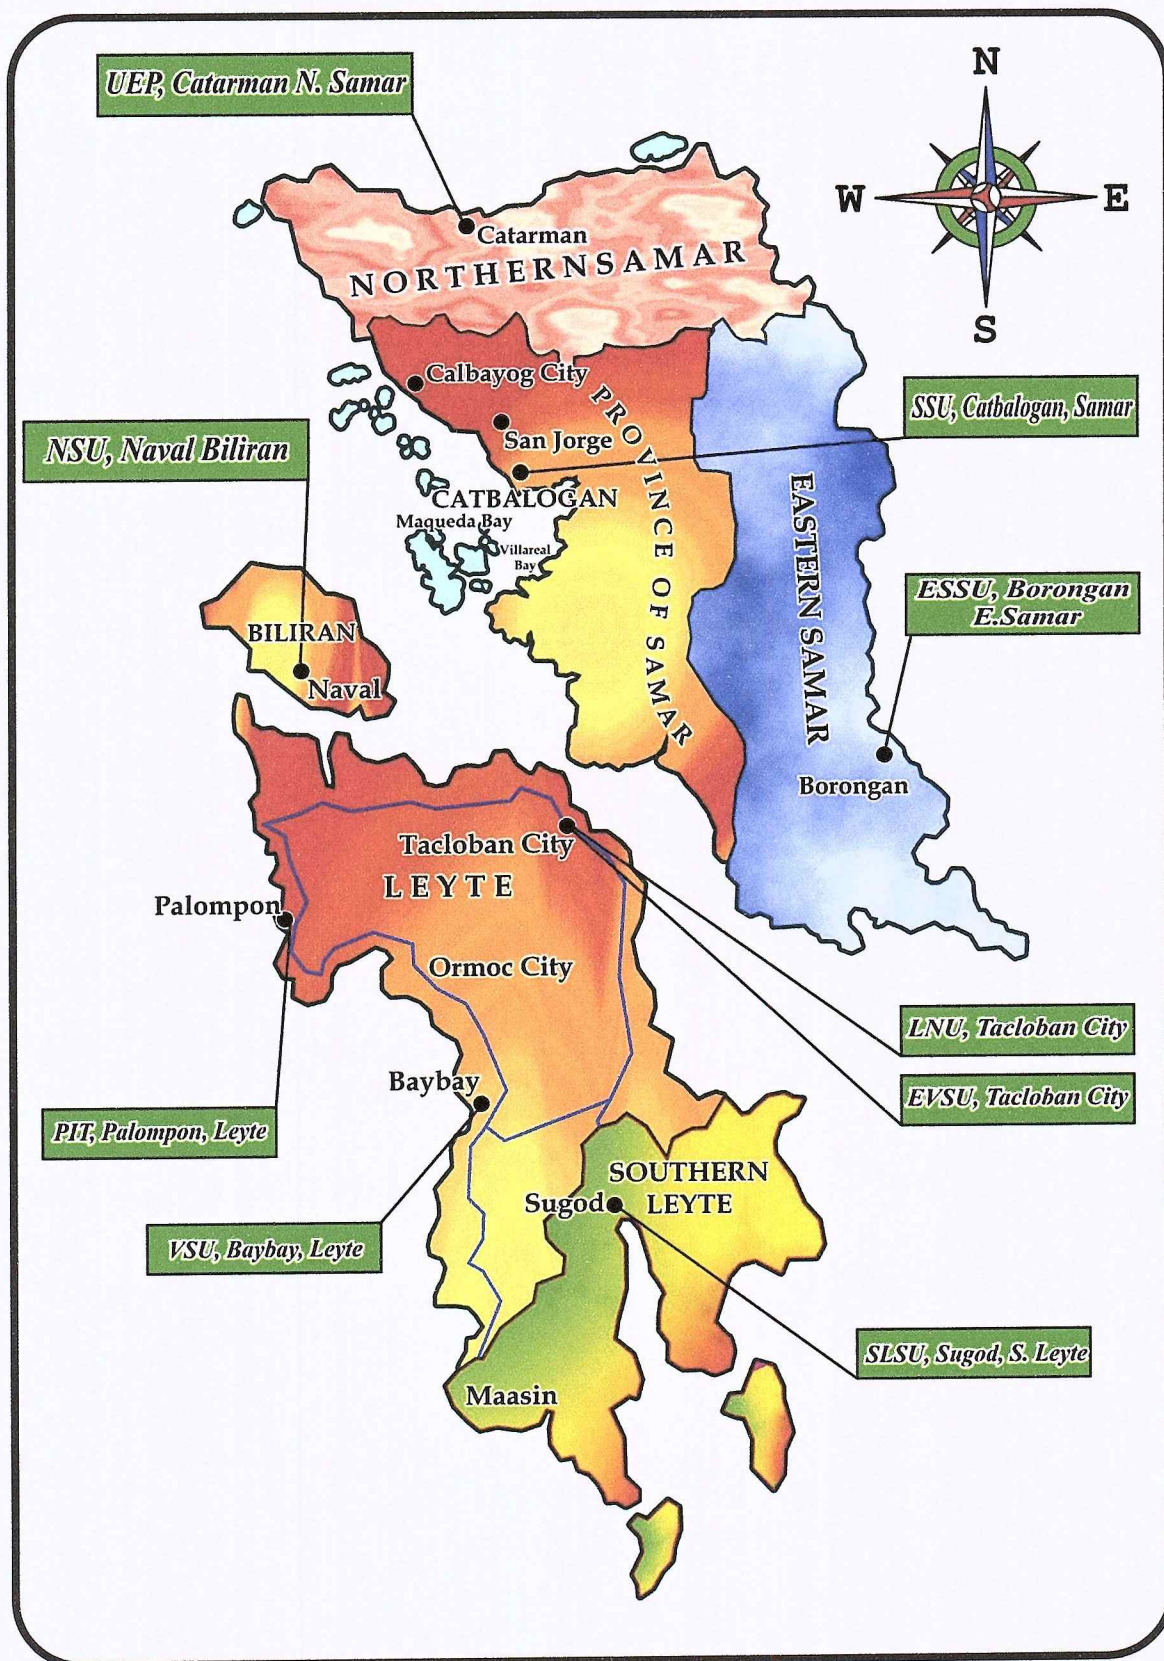 UEP, Catarman N. Samar
N
W
E
S
Catarman
NORTHERNSAMAR
Calbayog City
SSU, Catbalogan, Samar
San Jorge
PROVINCE OF SAMAR
NSU, Naval Biliran
CATBALOGAN
EASTERN SAMAR
Maqueda Bay
Villareal
Bay
ESSU, Borongan
E.Samar
BILIRAN
Naval
Borongan
Tacloban City
LEYTE
Palompon
Ormoc City
LNU, Tacloban City
Baybay
EVSU, Tacloban City
PIT, Palompon, Leyte
SOUTHERN
LEYTE
Sugod
VSU, Baybay, Leyte
SLSU, Sugod, S. Leyte
Maasin